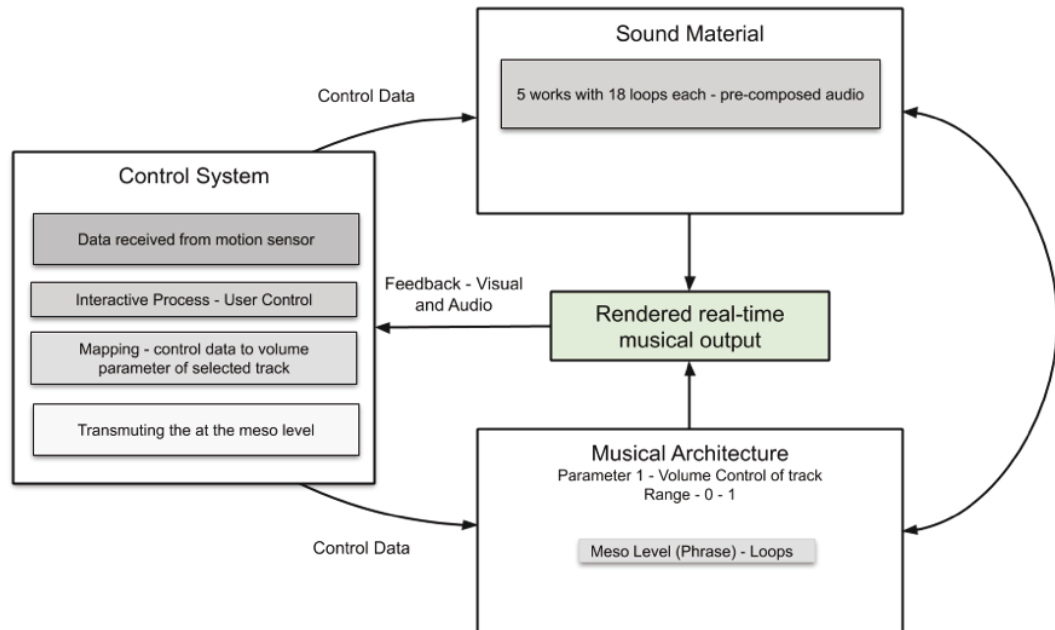 Sound Material
5 works with 18 loops each - pre-composed audio
Control Data
Control System
Data received from motion sensor
Interactive Process - User Control
Mapping - control data to volume
parameter of selected track
Transmuting the at the meso level
Feedback - Visual
and Audio
Rendered real-time
musical output
Musical Architecture
Parameter 1 - Volume Control of track
Range - 0 - 1
Meso Level (Phrase) - Loops
Control Data